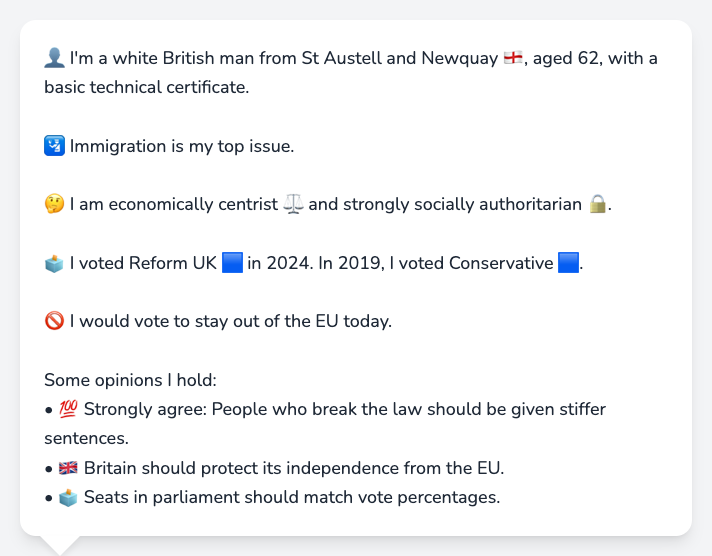 👤 I'm a white British man from St Austell and Newquay 🏴󠁧󠁢󠁥󠁮󠁧󠁿, aged 62, with a
basic technical certificate.
🛂 Immigration is my top issue.
🤔 I am economically centrist ⚖️ and strongly socially authoritarian 🔒.
🗳️ I voted Reform UK 🟦 in 2024. In 2019, I voted Conservative 🟦.
🚫 I would vote to stay out of the EU today.
Some opinions I hold:
• 💯 Strongly agree: People who break the law should be given stiffer
sentences.
• 🇬🇧 Britain should protect its independence from the EU.
• 🗳️ Seats in parliament should match vote percentages.